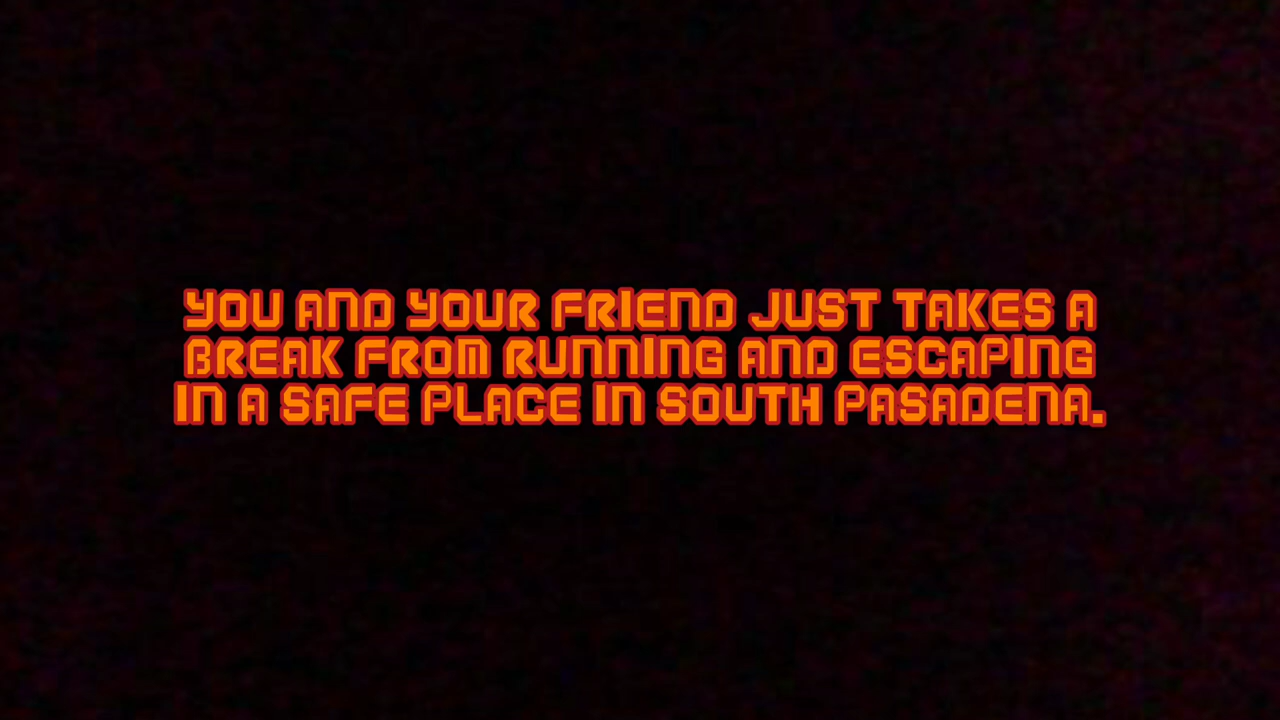 YOU AND YOUR FRIEND JUST TAKES A
BREAK FROM RUNNING AND ESCAPING
IN A SAFE PLACE IN SOUTH PASADENA.